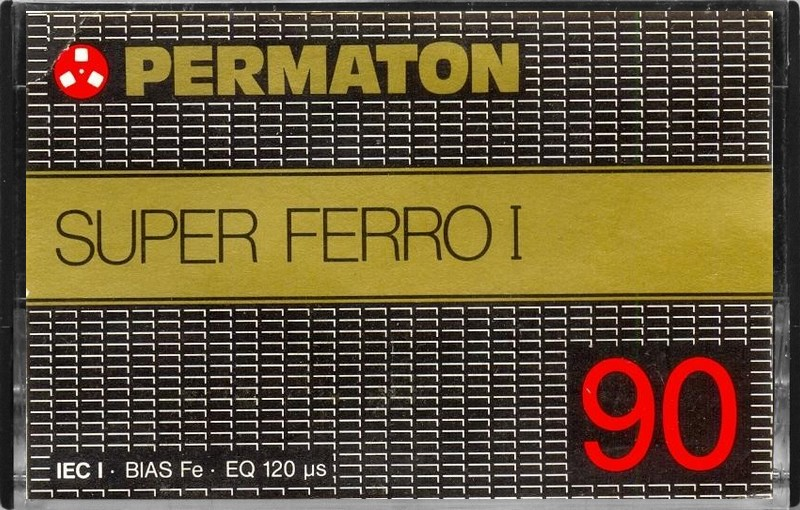 PERMATON
SUPER FERRO I
90
IEC I · BIAS Fe · EQ 120 µs